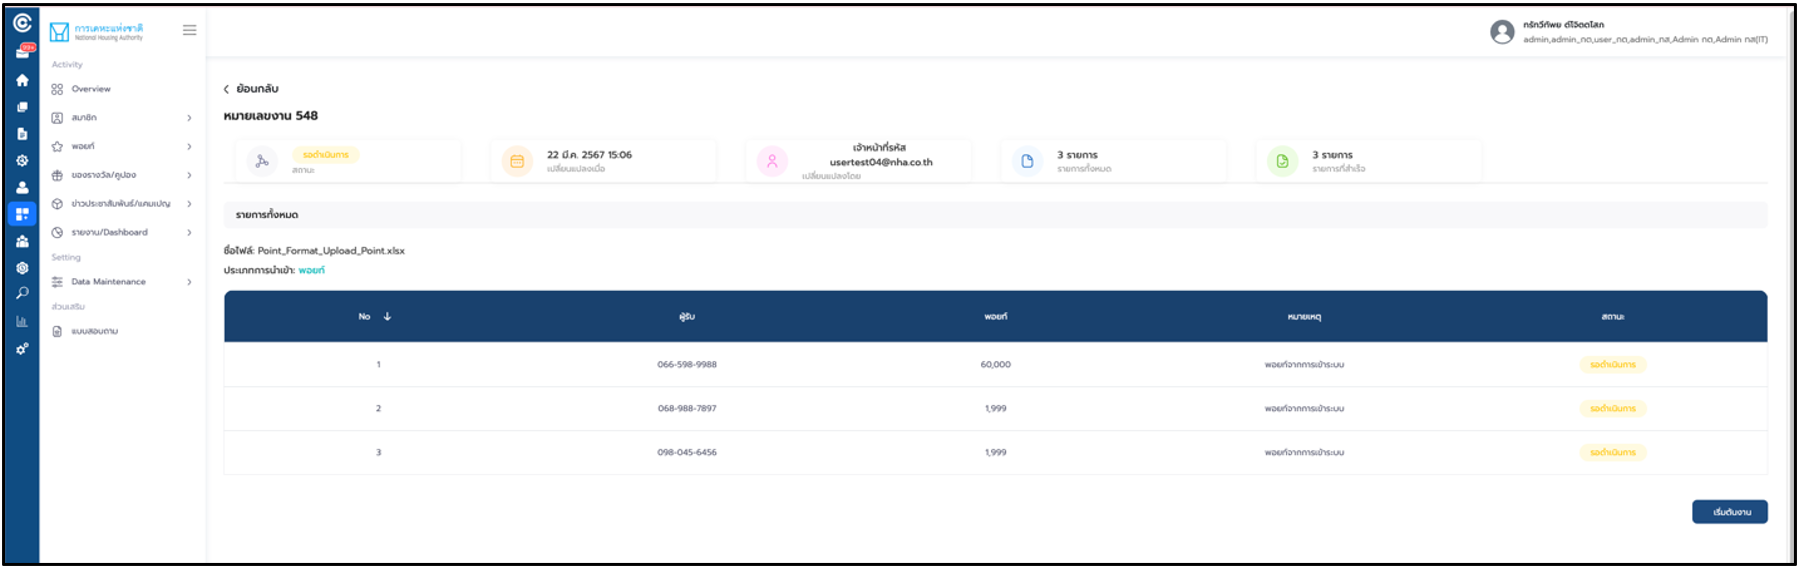 การเคหะแห่งชาติ
National Housing Authority
99+
Activity
Overview
สมาชิก
พอยท์
ของรางวัล/คูปอง
ข่าวประชาสัมพันธ์/แคมเปญ
รายงาน/Dashboard
Setting
Data Maintenance
ส่วนเสริม
แบบสอบถาม
admin,admin_กต,user_กต,admin_กส,Admin กต,Admin กส(IT)
ย้อนกลับ
หมายเลขงาน 548
รอดำเนินการ
สถานะ
22 มี.ค. 2567 15:06
เปลี่ยนแปลงเมื่อ
เจ้าหน้าที่รหัส
usertest04@nha.co.th
เปลี่ยนแปลงโดย
3 รายการ
รายการทั้งหมด
3 รายการ
รายการที่สำเร็จ
รายการทั้งหมด
ชื่อไฟล์: Point_Format_Upload_Point.xlsx
ประเภทการนำเข้า: พอยท์
No ผู้รับ พอยท์ หมายเหตุ สถานะ
1 066-598-9988 60,000 พอยท์จากการเข้าระบบ รอดำเนินการ
2 068-988-7897 1,999 พอยท์จากการเข้าระบบ รอดำเนินการ
3 098-045-6456 1,999 พอยท์จากการเข้าระบบ รอดำเนินการ
เริ่มต้นงาน